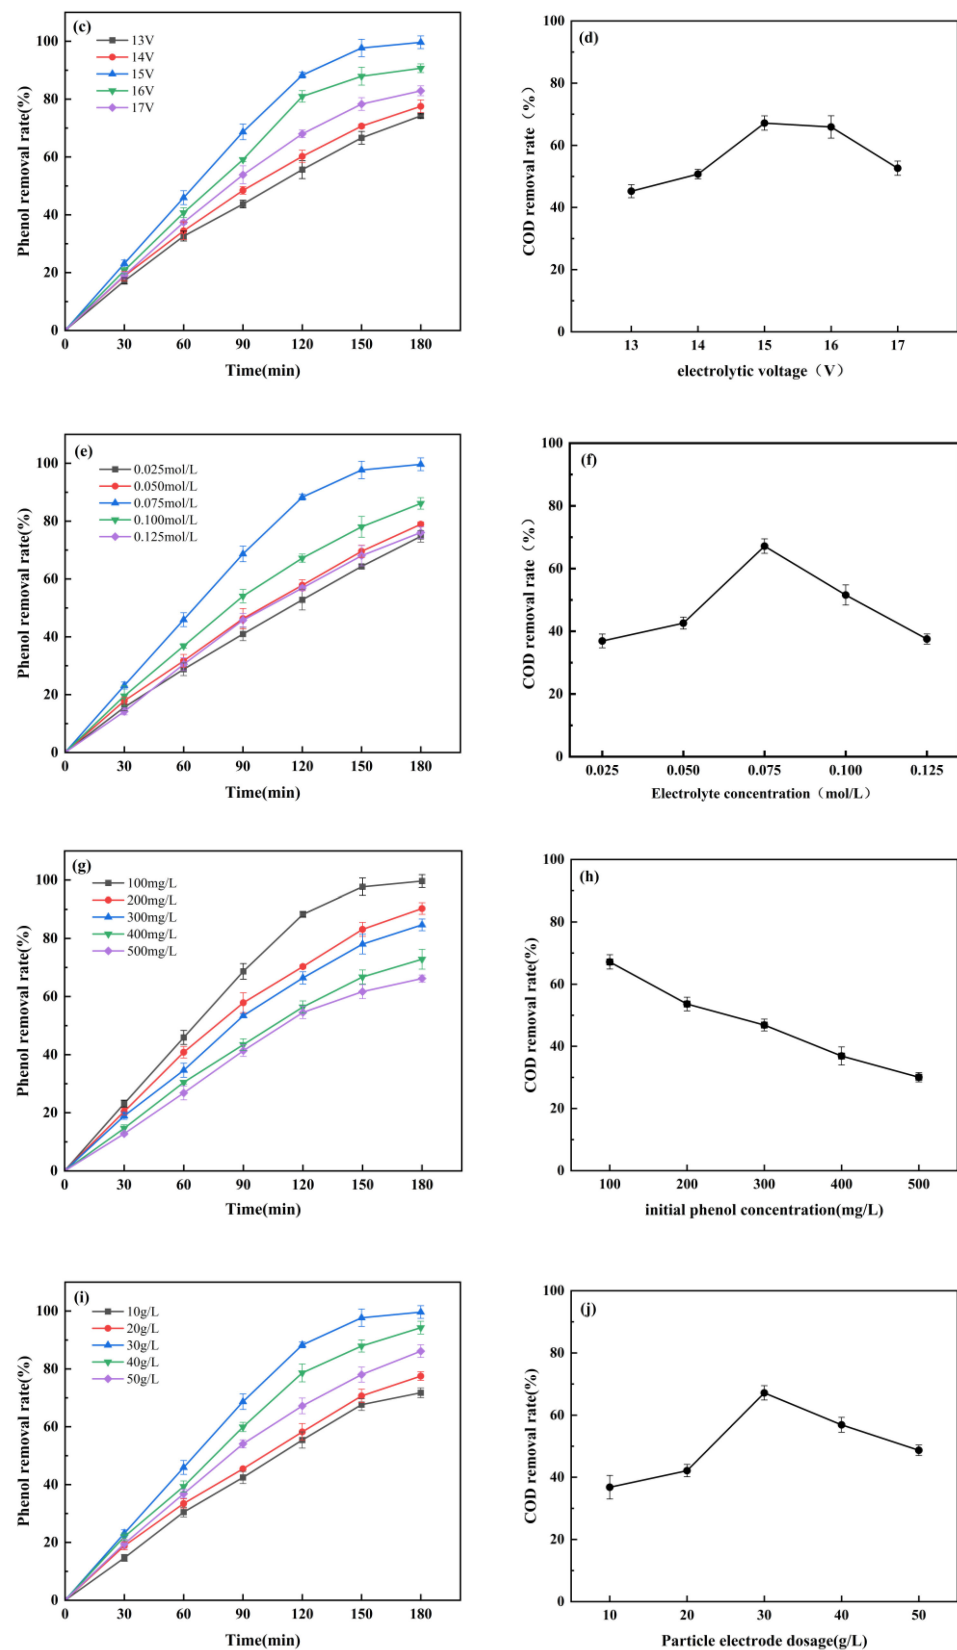 (c)
13V
14V
15V
16V
17V
100
80
60
40
20
0
Phenol removal rate(%)
0 30 60 90 120 150 180
Time(min)
(d)
100
80
60
40
20
0
COD removal rate（%）
13 14 15 16 17
electrolytic voltage（V）
(e)
0.025mol/L
0.050mol/L
0.075mol/L
0.100mol/L
0.125mol/L
100
80
60
40
20
0
Phenol removal rate(%)
0 30 60 90 120 150 180
Time(min)
(f)
100
80
60
40
20
0
COD removal rate（%）
0.025 0.050 0.075 0.100 0.125
Electrolyte concentration（mol/L）
(g)
100mg/L
200mg/L
300mg/L
400mg/L
500mg/L
100
80
60
40
20
0
Phenol removal rate(%)
0 30 60 90 120 150 180
Time(min)
(h)
100
80
60
40
20
0
COD removal rate(%)
100 200 300 400 500
initial phenol concentration(mg/L)
(i)
10g/L
20g/L
30g/L
40g/L
50g/L
100
80
60
40
20
0
Phenol removal rate(%)
0 30 60 90 120 150 180
Time(min)
(j)
100
80
60
40
20
0
COD removal rate(%)
10 20 30 40 50
Particle electrode dosage(g/L)